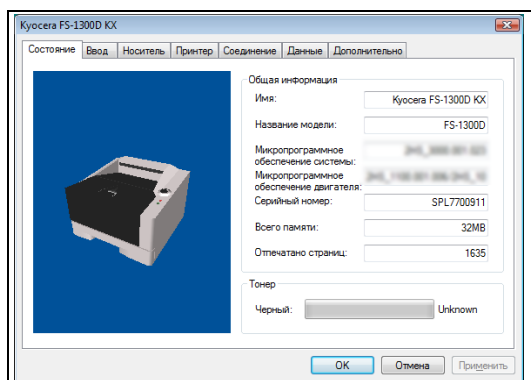 Kyocera FS-1300D KX
Состояние Ввод Носитель Принтер Соединение Данные Дополнительно
Общая информация
Имя: Kyocera FS-1300D KX
Название модели: FS-1300D
Микропрограммное
обеспечение системы:
Микропрограммное
обеспечение двигателя:
Серийный номер: SPL7700911
Всего памяти: 32MB
Отпечатано страниц: 1635
Тонер
Черный: Unknown
OK Отмена Применить